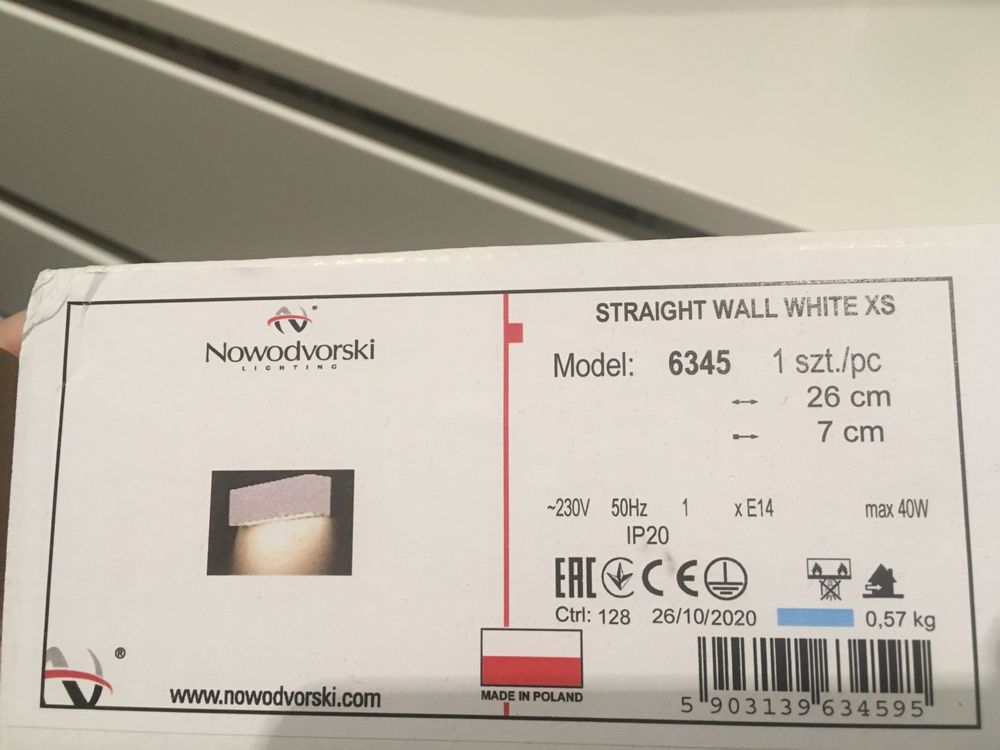 Nowodvorski
LIGHTING
®
www.nowodvorski.com
STRAIGHT WALL WHITE XS
Model: 6345 1 szt./pc
26 cm
7 cm
~230V 50Hz 1 x E14 max 40W
IP20
EAC CE
Ctrl: 128 26/10/2020 0,57 kg
MADE IN POLAND
5 903139 634595